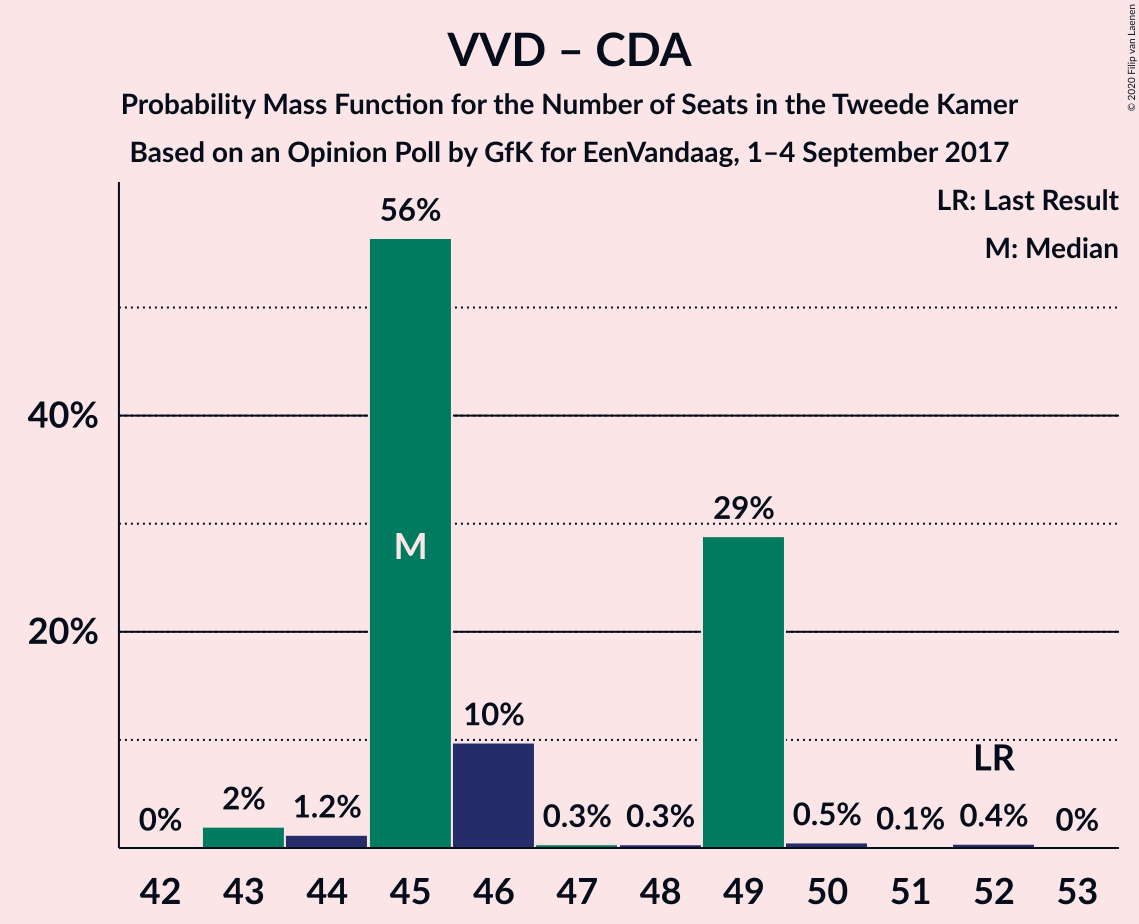 VVD – CDA
Probability Mass Function for the Number of Seats in the Tweede Kamer
Based on an Opinion Poll by GfK for EenVandaag, 1–4 September 2017
© 2020 Filip van Laenen
LR: Last Result
M: Median
40%
20%
0%
2%
1.2%
56%
M
10%
0.3%
0.3%
29%
0.5%
0.1%
LR
0.4%
0%
42 43 44 45 46 47 48 49 50 51 52 53